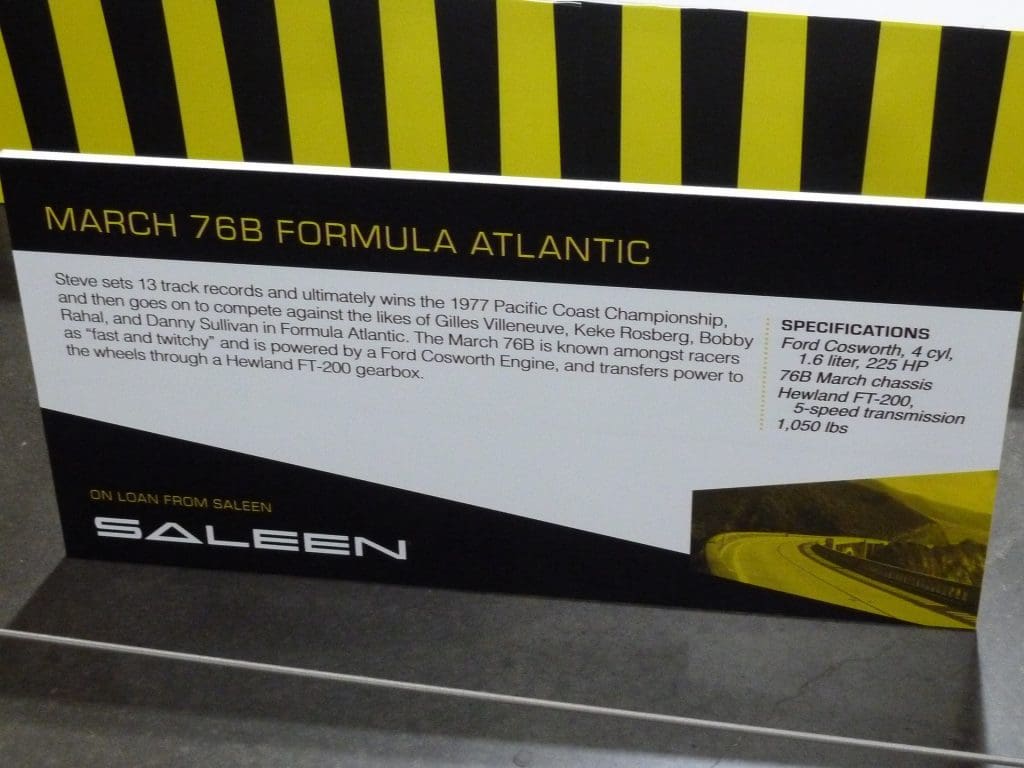 MARCH 76B FORMULA ATLANTIC
Steve sets 13 track records and ultimately wins the 1977 Pacific Coast Championship,
and then goes on to compete against the likes of Gilles Villeneuve, Keke Rosberg, Bobby
Rahal, and Danny Sullivan in Formula Atlantic. The March 76B is known amongst racers
as “fast and twitchy” and is powered by a Ford Cosworth Engine, and transfers power to
the wheels through a Hewland FT-200 gearbox.
SPECIFICATIONS
Ford Cosworth, 4 cyl,
1.6 liter, 225 HP
76B March chassis
Hewland FT-200,
5-speed transmission
1,050 lbs
ON LOAN FROM SALEEN
SALEEN